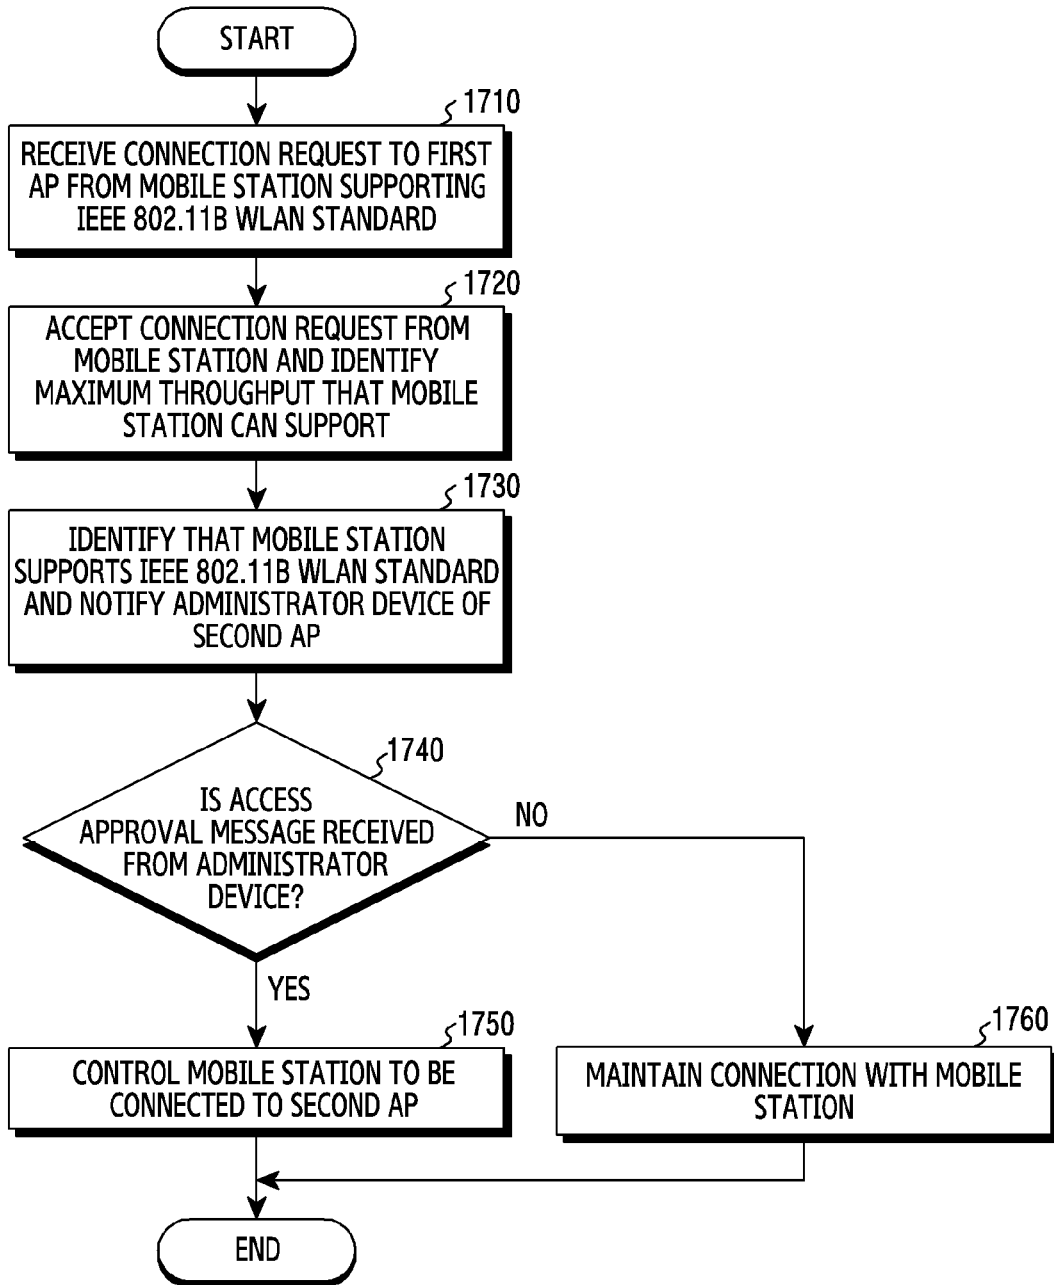 START
1710
RECEIVE CONNECTION REQUEST TO FIRST
AP FROM MOBILE STATION SUPPORTING
IEEE 802.11B WLAN STANDARD
1720
ACCEPT CONNECTION REQUEST FROM
MOBILE STATION AND IDENTIFY
MAXIMUM THROUGHPUT THAT MOBILE
STATION CAN SUPPORT
1730
IDENTIFY THAT MOBILE STATION
SUPPORTS IEEE 802.11B WLAN STANDARD
AND NOTIFY ADMINISTRATOR DEVICE OF
SECOND AP
1740
IS ACCESS
APPROVAL MESSAGE RECEIVED
FROM ADMINISTRATOR
DEVICE?
NO
YES
1750
CONTROL MOBILE STATION TO BE
CONNECTED TO SECOND AP
1760
MAINTAIN CONNECTION WITH MOBILE
STATION
END